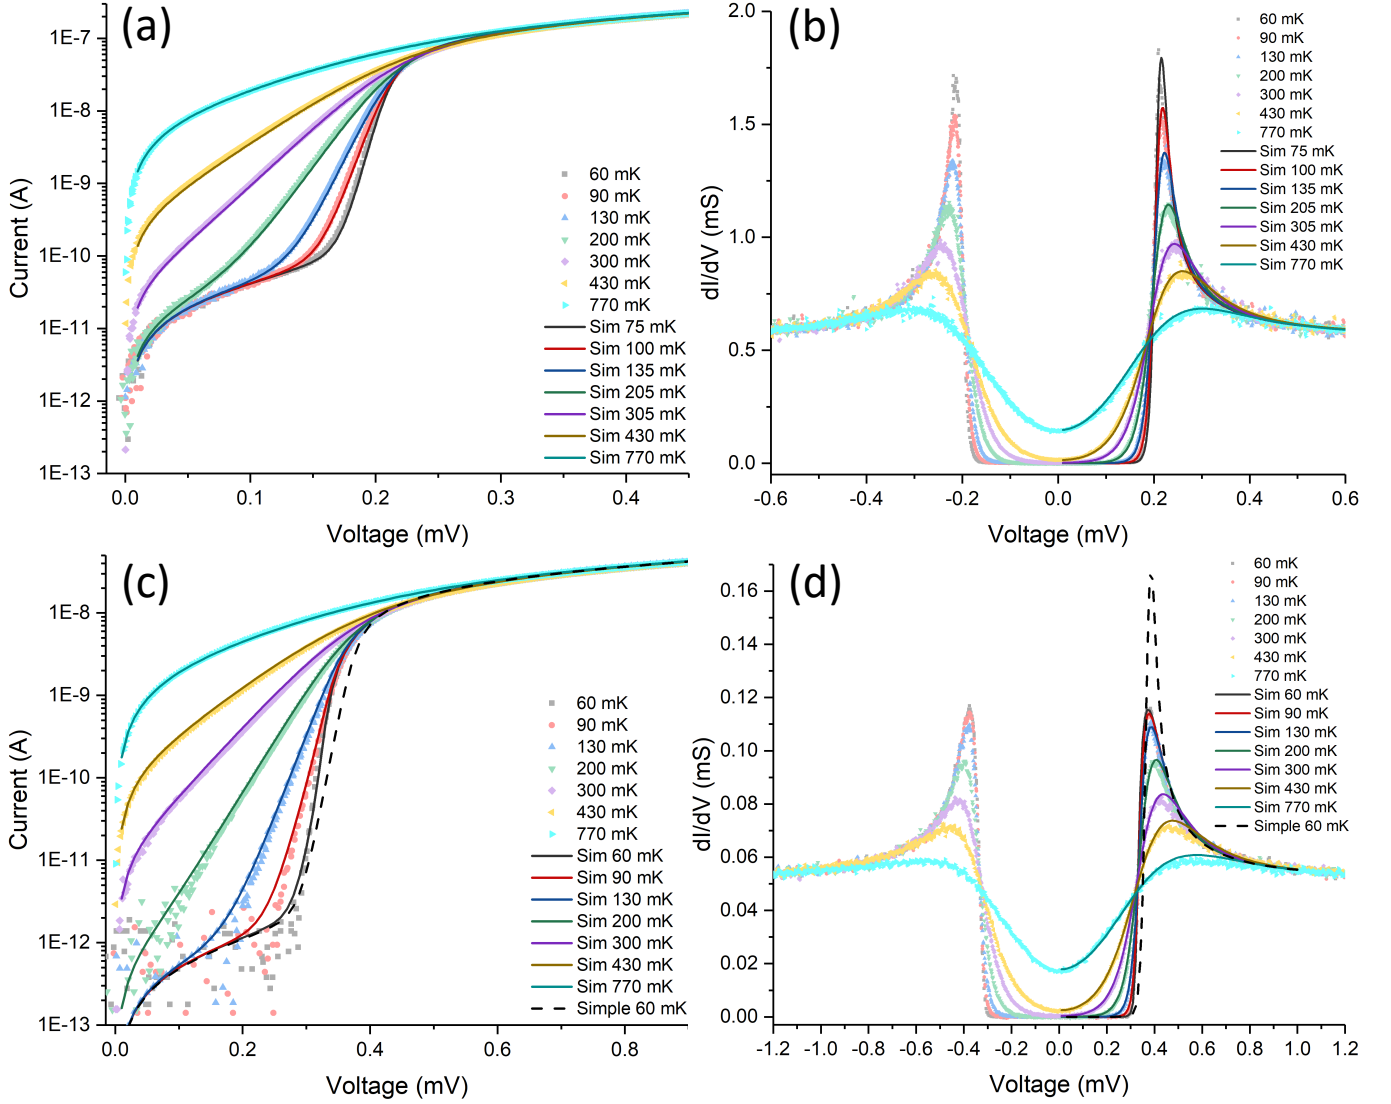 (a)
1E-7
1E-8
1E-9
1E-10
1E-11
1E-12
1E-13
Current (A)
0.0 0.1 0.2 0.3 0.4
Voltage (mV)
60 mK
90 mK
130 mK
200 mK
300 mK
430 mK
770 mK
Sim 75 mK
Sim 100 mK
Sim 135 mK
Sim 205 mK
Sim 305 mK
Sim 430 mK
Sim 770 mK
(b)
2.0
1.5
1.0
0.5
0.0
dI/dV (mS)
-0.6 -0.4 -0.2 0.0 0.2 0.4 0.6
Voltage (mV)
60 mK
90 mK
130 mK
200 mK
300 mK
430 mK
770 mK
Sim 75 mK
Sim 100 mK
Sim 135 mK
Sim 205 mK
Sim 305 mK
Sim 430 mK
Sim 770 mK
(c)
1E-8
1E-9
1E-10
1E-11
1E-12
1E-13
Current (A)
0.0 0.2 0.4 0.6 0.8
Voltage (mV)
60 mK
90 mK
130 mK
200 mK
300 mK
430 mK
770 mK
Sim 60 mK
Sim 90 mK
Sim 130 mK
Sim 200 mK
Sim 300 mK
Sim 430 mK
Sim 770 mK
Simple 60 mK
(d)
0.16
0.14
0.12
0.10
0.08
0.06
0.04
0.02
0.00
dI/dV (mS)
-1.2 -1.0 -0.8 -0.6 -0.4 -0.2 0.0 0.2 0.4 0.6 0.8 1.0 1.2
Voltage (mV)
60 mK
90 mK
130 mK
200 mK
300 mK
430 mK
770 mK
Sim 60 mK
Sim 90 mK
Sim 130 mK
Sim 200 mK
Sim 300 mK
Sim 430 mK
Sim 770 mK
Simple 60 mK